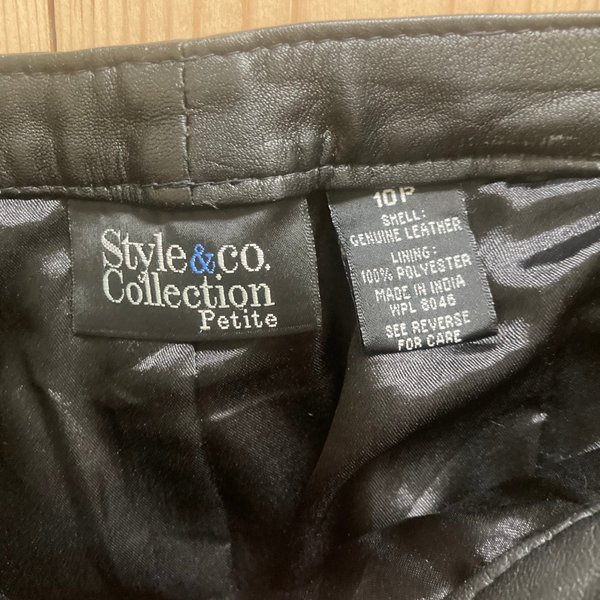 Style&co.
Collection
Petite
10P
SHELL:
GENUINE LEATHER
LINING:
100% POLYESTER
MADE IN INDIA
WPL 8046
SEE REVERSE
FOR CARE